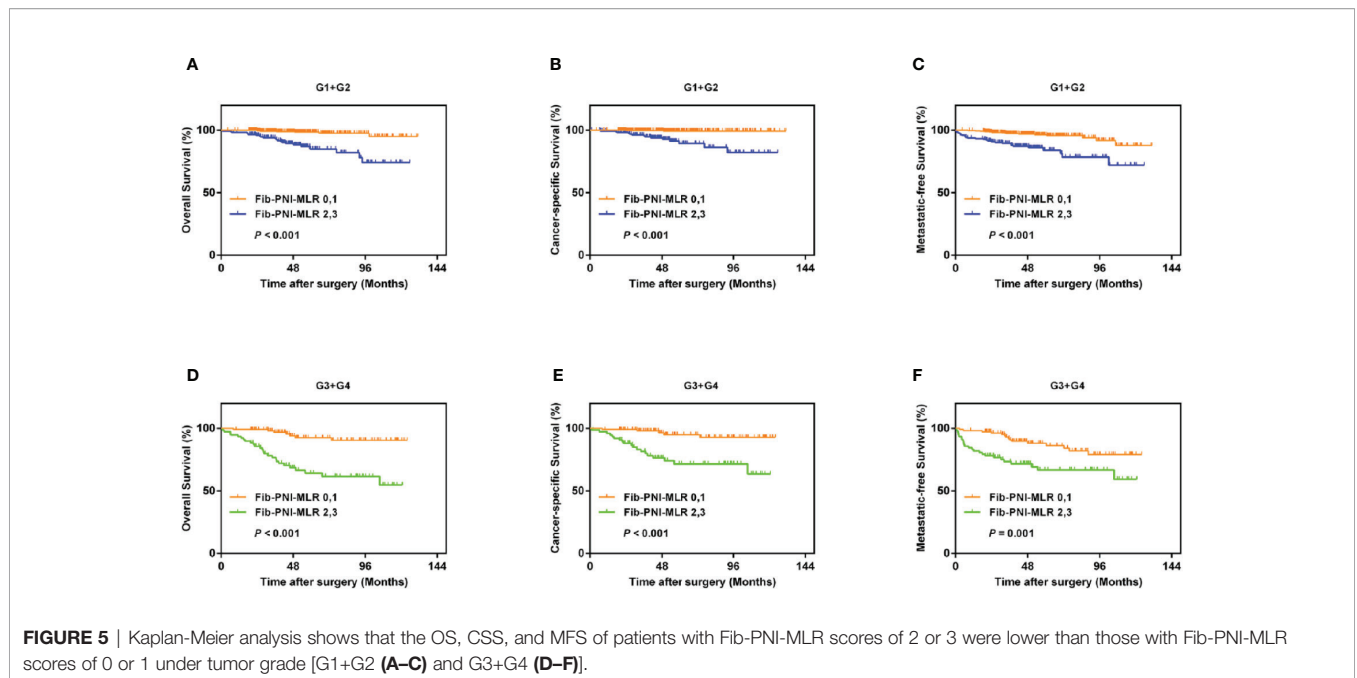 A
G1+G2
Overall Survival (%)
100
50
0
Fib-PNI-MLR 0,1
Fib-PNI-MLR 2,3
P < 0.001
0 48 96 144
Time after surgery (Months)
B
G1+G2
Cancer-specific Survival (%)
100
50
0
Fib-PNI-MLR 0,1
Fib-PNI-MLR 2,3
P < 0.001
0 48 96 144
Time after surgery (Months)
C
G1+G2
Metastatic-free Survival (%)
100
50
0
Fib-PNI-MLR 0,1
Fib-PNI-MLR 2,3
P < 0.001
0 48 96 144
Time after surgery (Months)
D
G3+G4
Overall Survival (%)
100
50
0
Fib-PNI-MLR 0,1
Fib-PNI-MLR 2,3
P < 0.001
0 48 96 144
Time after surgery (Months)
E
G3+G4
Cancer-specific Survival (%)
100
50
0
Fib-PNI-MLR 0,1
Fib-PNI-MLR 2,3
P < 0.001
0 48 96 144
Time after surgery (Months)
F
G3+G4
Metastatic-free Survival (%)
100
50
0
Fib-PNI-MLR 0,1
Fib-PNI-MLR 2,3
P = 0.001
0 48 96 144
Time after surgery (Months)
FIGURE 5 | Kaplan-Meier analysis shows that the OS, CSS, and MFS of patients with Fib-PNI-MLR scores of 2 or 3 were lower than those with Fib-PNI-MLR
scores of 0 or 1 under tumor grade [G1+G2 (A–C) and G3+G4 (D–F)].